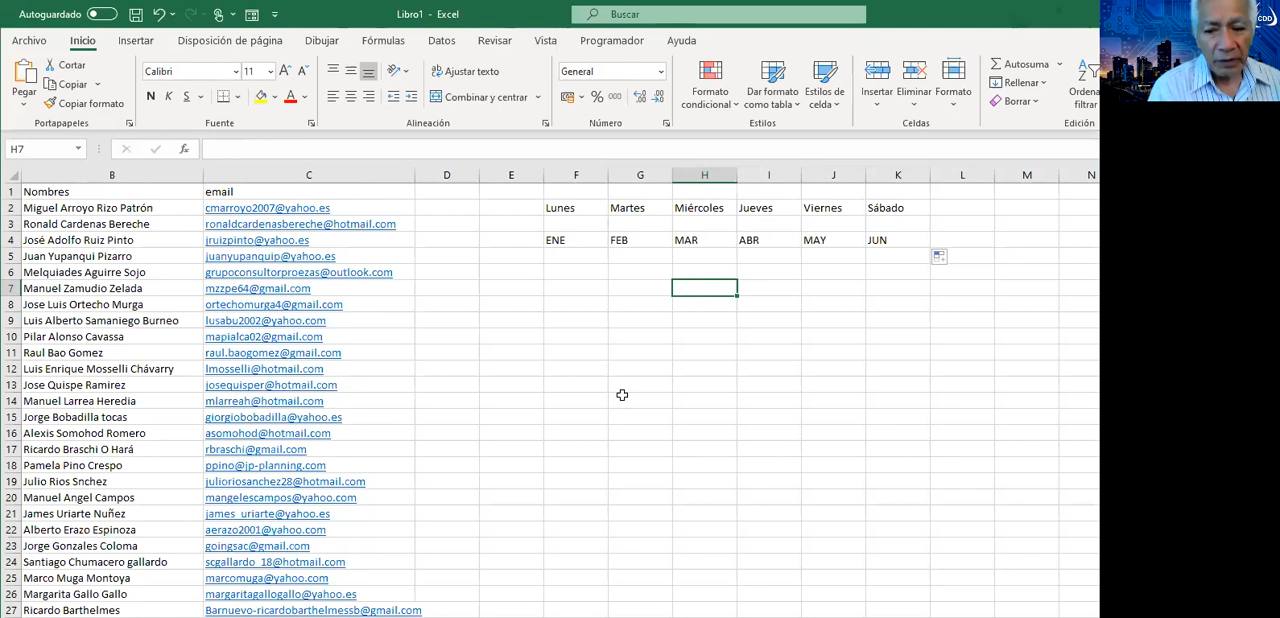 Autoguardado Libro1 - Excel Buscar CDD
Archivo Inicio Insertar Disposición de página Dibujar Fórmulas Datos Revisar Vista Programador Ayuda
Pegar Cortar Copiar Copiar formato Portapapeles
Calibri 11 A A N K S A Fuente
ab Ajustar texto Combinar y centrar Alineación
General % 000 Número
Formato condicional Dar formato como tabla Estilos de celda Estilos
Insertar Eliminar Formato Celdas
Autosuma Rellenar Borrar Ordena filtrar Edición
H7 fx
B C D E F G H I J K L M N
1 Nombres email
2 Miguel Arroyo Rizo Patrón cmarroyo2007@yahoo.es Lunes Martes Miércoles Jueves Viernes Sábado
3 Ronald Cardenas Bereche ronaldcardenasbereche@hotmail.com
4 José Adolfo Ruiz Pinto jruizpinto@yahoo.es ENE FEB MAR ABR MAY JUN
5 Juan Yupanqui Pizarro juanyupanquip@yahoo.es
6 Melquiades Aguirre Sojo grupoconsultorproezas@outlook.com
7 Manuel Zamudio Zelada mzzpe64@gmail.com
8 Jose Luis Ortecho Murga ortechomurga4@gmail.com
9 Luis Alberto Samaniego Burneo lusabu2002@yahoo.com
10 Pilar Alonso Cavassa mapialca02@gmail.com
11 Raul Bao Gomez raul.baogomez@gmail.com
12 Luis Enrique Mosselli Chávarry lmosselli@hotmail.com
13 Jose Quispe Ramirez josequisper@hotmail.com
14 Manuel Larrea Heredia mlarreah@hotmail.com
15 Jorge Bobadilla tocas giorgiobobadilla@yahoo.es
16 Alexis Somohod Romero asomohod@hotmail.com
17 Ricardo Braschi O Hará rbraschi@gmail.com
18 Pamela Pino Crespo ppino@jp-planning.com
19 Julio Rios Snchez julioriosanchez28@hotmail.com
20 Manuel Angel Campos mangelescampos@yahoo.com
21 James Uriarte Nuñez james_uriarte@yahoo.es
22 Alberto Erazo Espinoza aerazo2001@yahoo.com
23 Jorge Gonzales Coloma goingsac@gmail.com
24 Santiago Chumacero gallardo scgallardo_18@hotmail.com
25 Marco Muga Montoya marcomuga@yahoo.com
26 Margarita Gallo Gallo margaritagallogallo@yahoo.es
27 Ricardo Barthelmes Barnuevo-ricardobarthelmessb@gmail.com